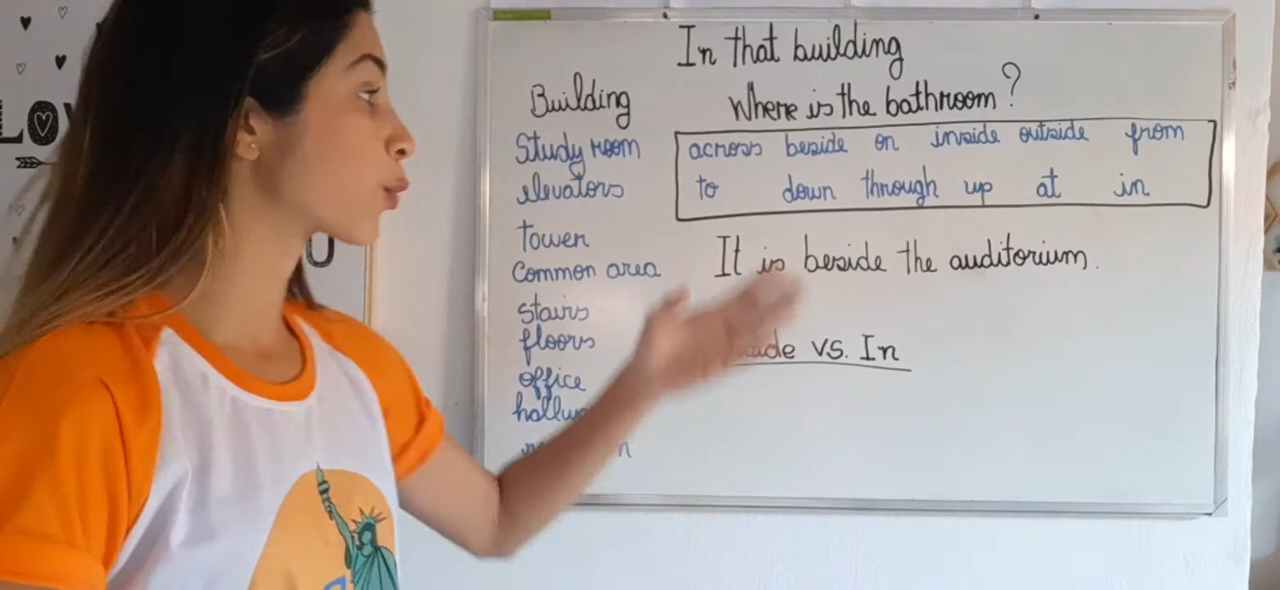 In that building
Where is the bathroom?
across beside on inside outside from
to down through up at in
It is beside the auditorium.
vs. In
Building
Study room
elevators
tower
Common area
stairs
floors
office